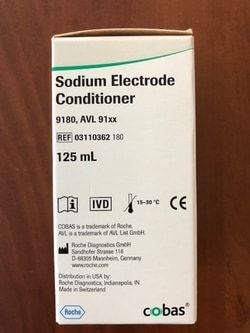 Sodium Electrode
Conditioner
9180, AVL 91xx
REF 03110362 180
125 mL
IVD
15-30 °C
CE
COBAS is a trademark of Roche.
AVL is a trademark of AVL List GmbH.
Roche Diagnostics GmbH
Sandhofer Strasse 116
D-68305 Mannheim, Germany
www.roche.com
Distribution in USA by:
Roche Diagnostics, Indianapolis, IN
Made in Switzerland
Roche
cobas®